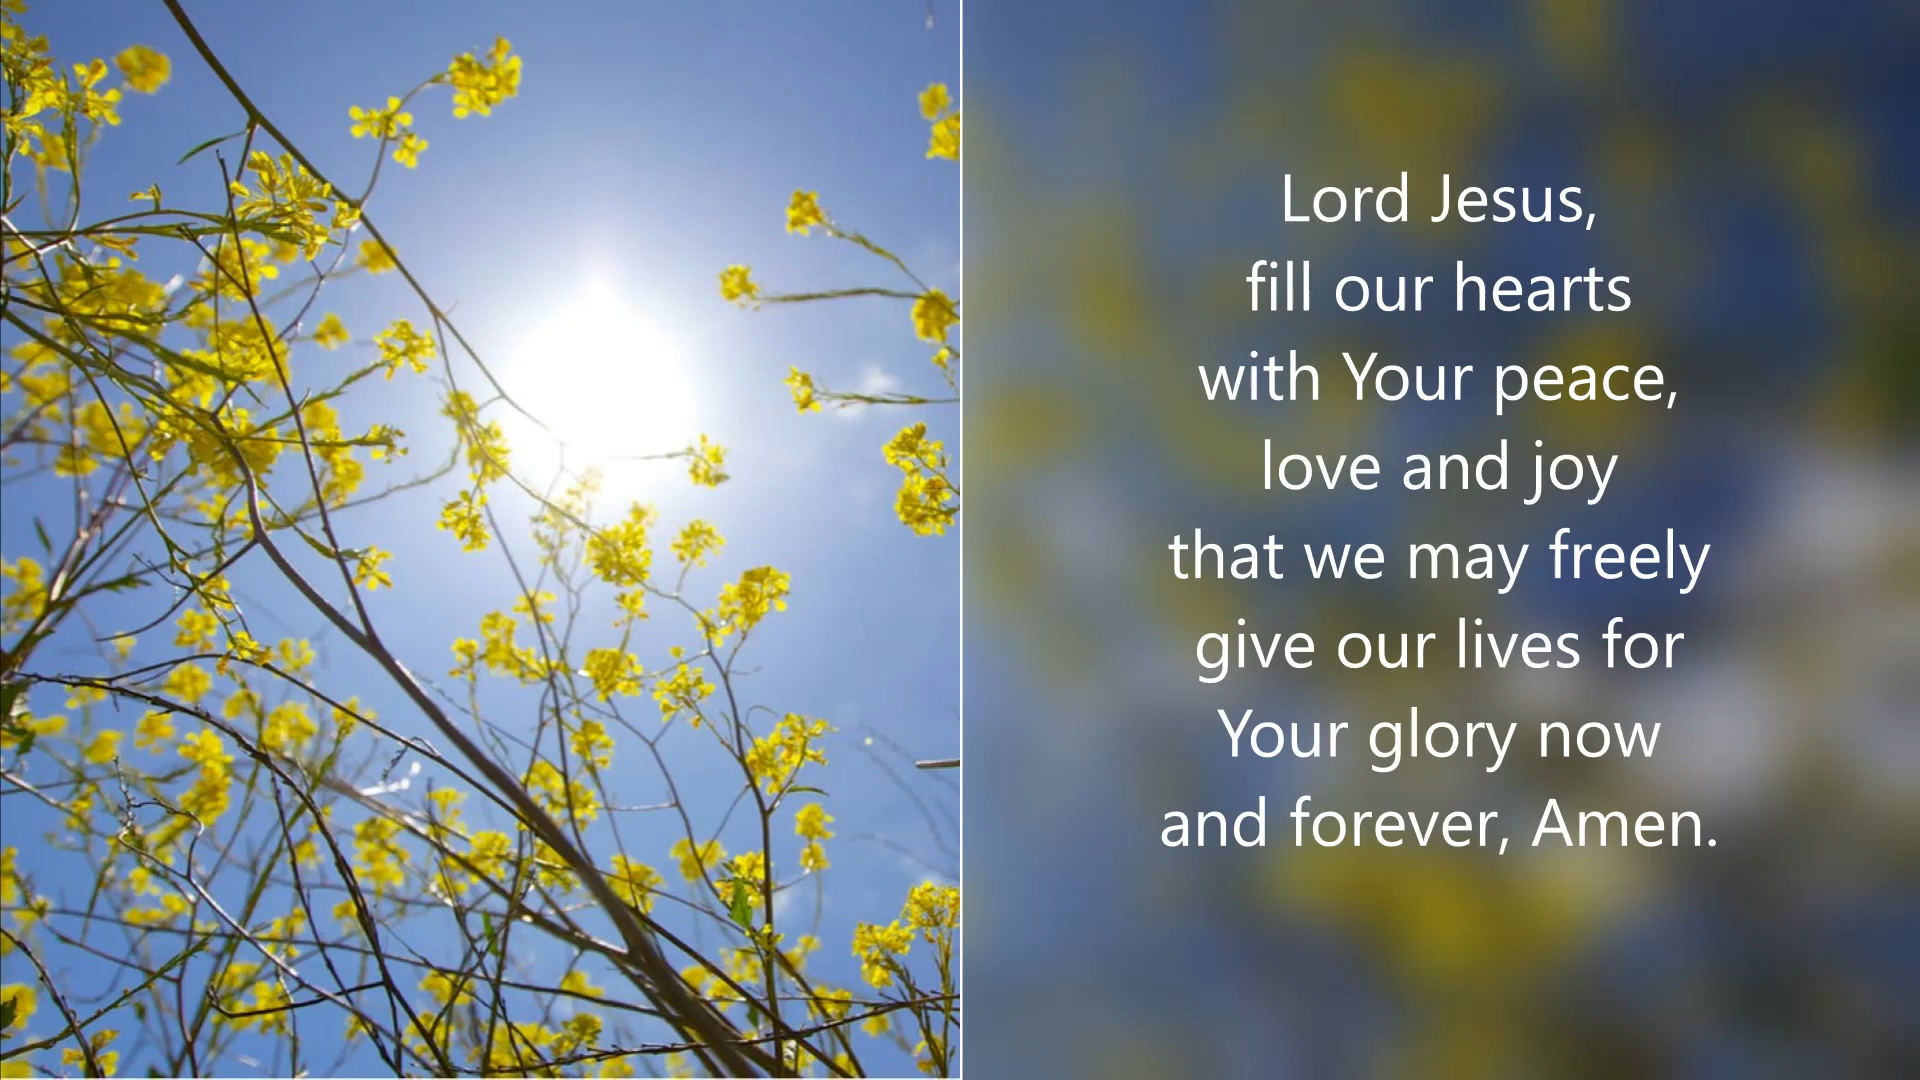 Lord Jesus,
fill our hearts
with Your peace,
love and joy
that we may freely
give our lives for
Your glory now
and forever, Amen.